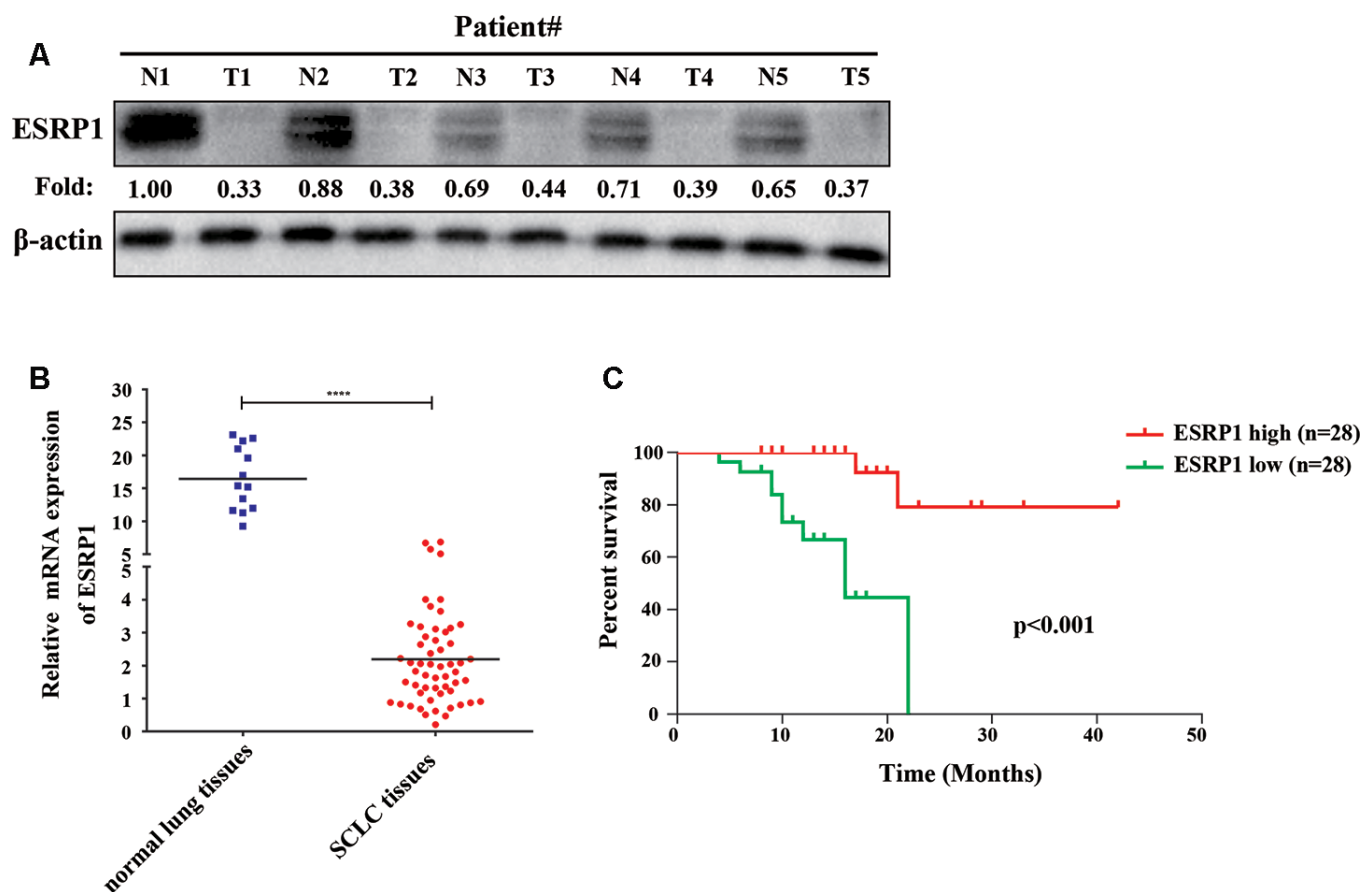 Patient#
A
N1 T1 N2 T2 N3 T3 N4 T4 N5 T5
ESRP1
Fold: 1.00 0.33 0.88 0.38 0.69 0.44 0.71 0.39 0.65 0.37
β-actin
B
Relative mRNA expression
of ESRP1
30
25
20
15
10
5
5
4
3
2
1
0
****
normal lung tissues
SCLC tissues
C
Percent survival
100
80
60
40
20
0
0 10 20 30 40 50
Time (Months)
p<0.001
ESRP1 high (n=28)
ESRP1 low (n=28)